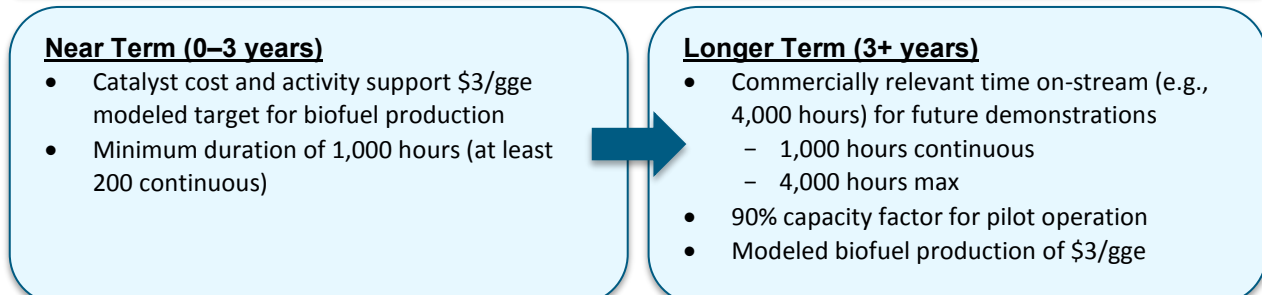 Near Term (0–3 years)
• Catalyst cost and activity support $3/gge
modeled target for biofuel production
• Minimum duration of 1,000 hours (at least
200 continuous)
Longer Term (3+ years)
• Commercially relevant time on-stream (e.g.,
4,000 hours) for future demonstrations
− 1,000 hours continuous
− 4,000 hours max
• 90% capacity factor for pilot operation
• Modeled biofuel production of $3/gge